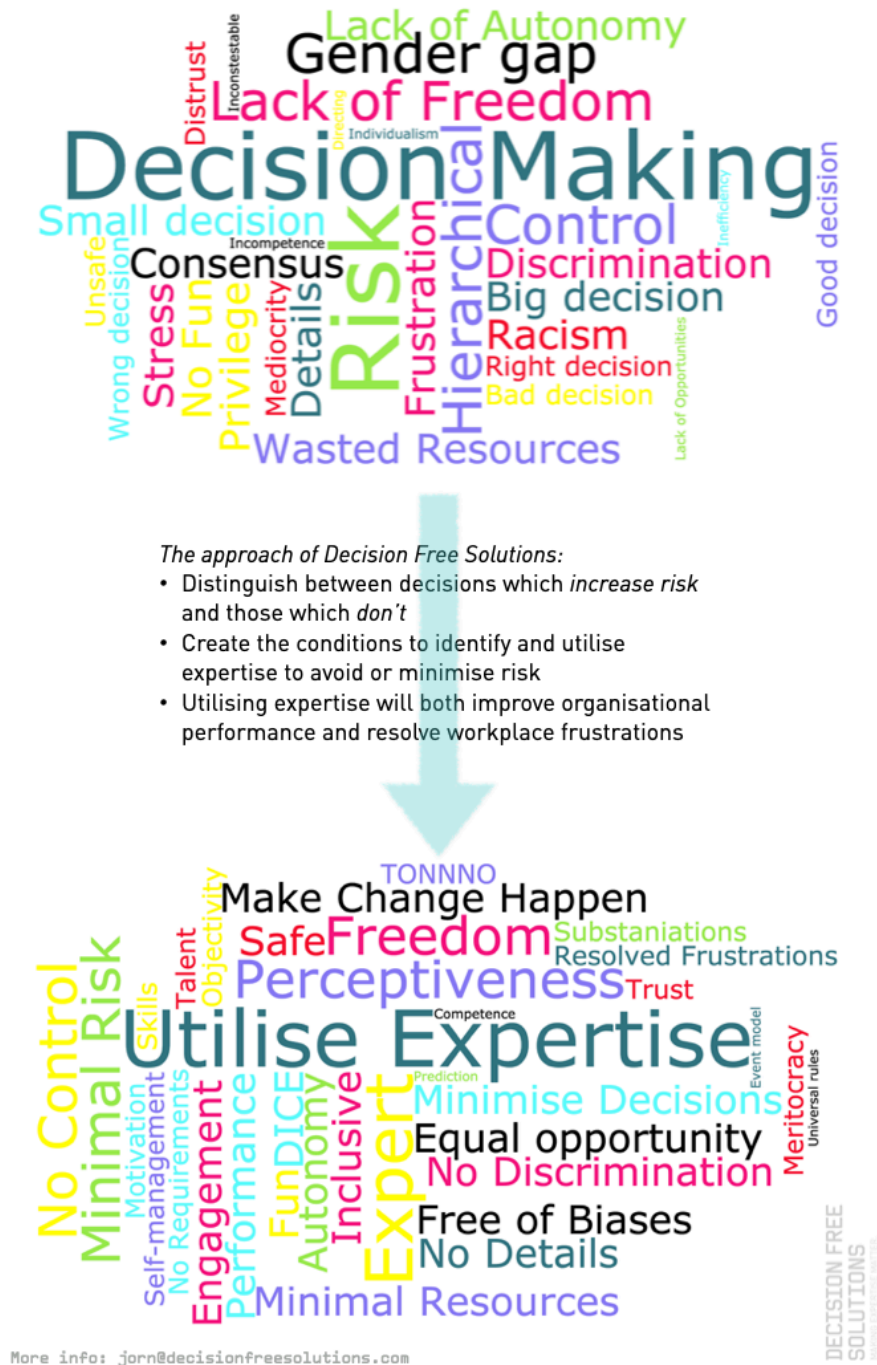 Lack of Autonomy
Gender gap
Distrust
Inconstestable
Lack of Freedom
Directing
Individualism
Decision Making
Hierarchical
Good decision
Inefficiency
Small decision
Risk
Frustration
Control
Unsafe
Wrong decision
Incompetence
Consensus
Discrimination
Stress
No Fun
Privilege
Mediocrity
Details
Big decision
Racism
Right decision
Bad decision
Lack of Opportunities
Wasted Resources
The approach of Decision Free Solutions:
• Distinguish between decisions which increase risk
and those which don't
• Create the conditions to identify and utilise
expertise to avoid or minimise risk
• Utilising expertise will both improve organisational
performance and resolve workplace frustrations
TONNNO
Make Change Happen
Objectivity
Talent
Safe
Freedom
Substaniations
Resolved Frustrations
No Control
Minimal Risk
Skills
Perceptiveness
Trust
Competence
Utilise Expertise
Event model
Meritocracy
Universal rules
Prediction
Motivation
Self-management
No Requirements
Engagement
Performance
Fun
DICE
Autonomy
Inclusive
Expert
Minimise Decisions
Equal opportunity
No Discrimination
Free of Biases
No Details
Minimal Resources
DECISION FREE
SOLUTIONS
MAKING EXPERTISE MATTER
More info: jorn@decisionfreesolutions.com